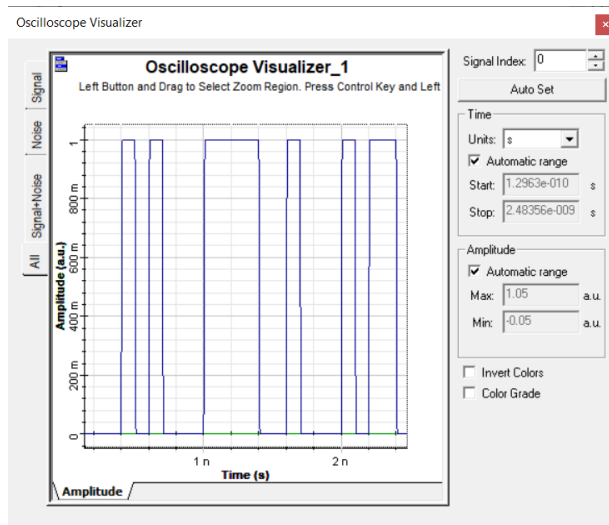 Oscilloscope Visualizer
×
Signal
Noise
Signal+Noise
All
Oscilloscope Visualizer_1
Left Button and Drag to Select Zoom Region. Press Control Key and Left
Amplitude (a.u.)
1
800 m
600 m
400 m
200 m
0
1 n
2 n
Time (s)
Amplitude
Signal Index: 0
Auto Set
Time
Units: s
Automatic range
Start: 1.2963e-010 s
Stop: 2.48356e-009 s
Amplitude
Automatic range
Max: 1.05 a.u.
Min: -0.05 a.u.
Invert Colors
Color Grade